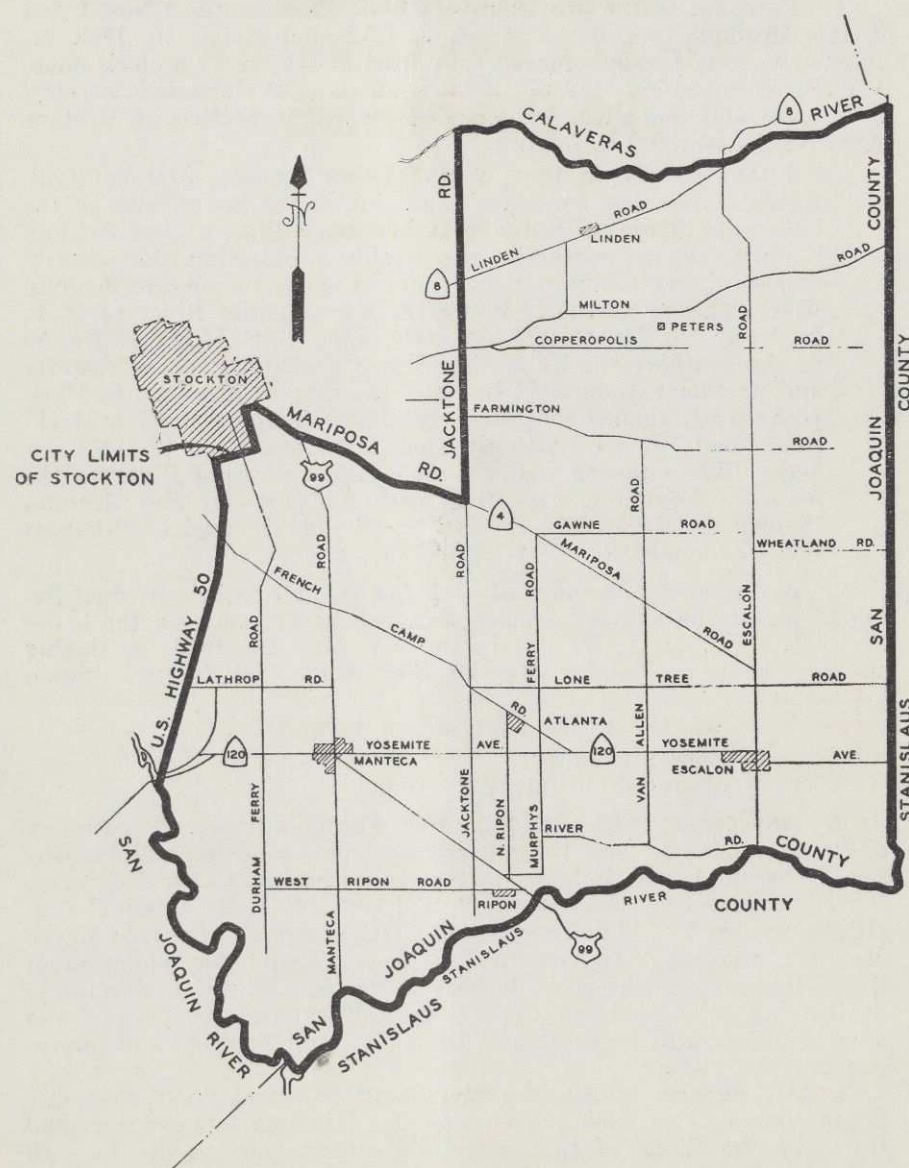 CALAVERAS RIVER
8
N
JACKTONE RD.
COUNTY
LINDEN ROAD
LINDEN
8
MILTON ROAD
PETERS
COPPEROPOLIS ROAD
ROAD
STOCKTON
MARIPOSA RD.
FARMINGTON ROAD
SAN JOAQUIN COUNTY
CITY LIMITS
OF STOCKTON
99
4
GAWNE ROAD
MARIPOSA ROAD
WHEATLAND RD.
ROAD
ROAD
ROAD
FRENCH CAMP RD.
U.S. HIGHWAY 50
FERRY ROAD
ESCALON
LATHROP RD.
LONE TREE ROAD
ATLANTA
120
YOSEMITE AVE.
MANTECA
120
YOSEMITE AVE.
ESCALON
DURHAM FERRY
MANTECA
JACKTONE
N. RIPON
MURPHYS
VAN ALLEN
RIVER RD.
STANISLAUS
COUNTY
WEST RIPON ROAD
RIPON
RIVER
COUNTY
SAN JOAQUIN RIVER
SAN JOAQUIN
STANISLAUS
STANISLAUS
99